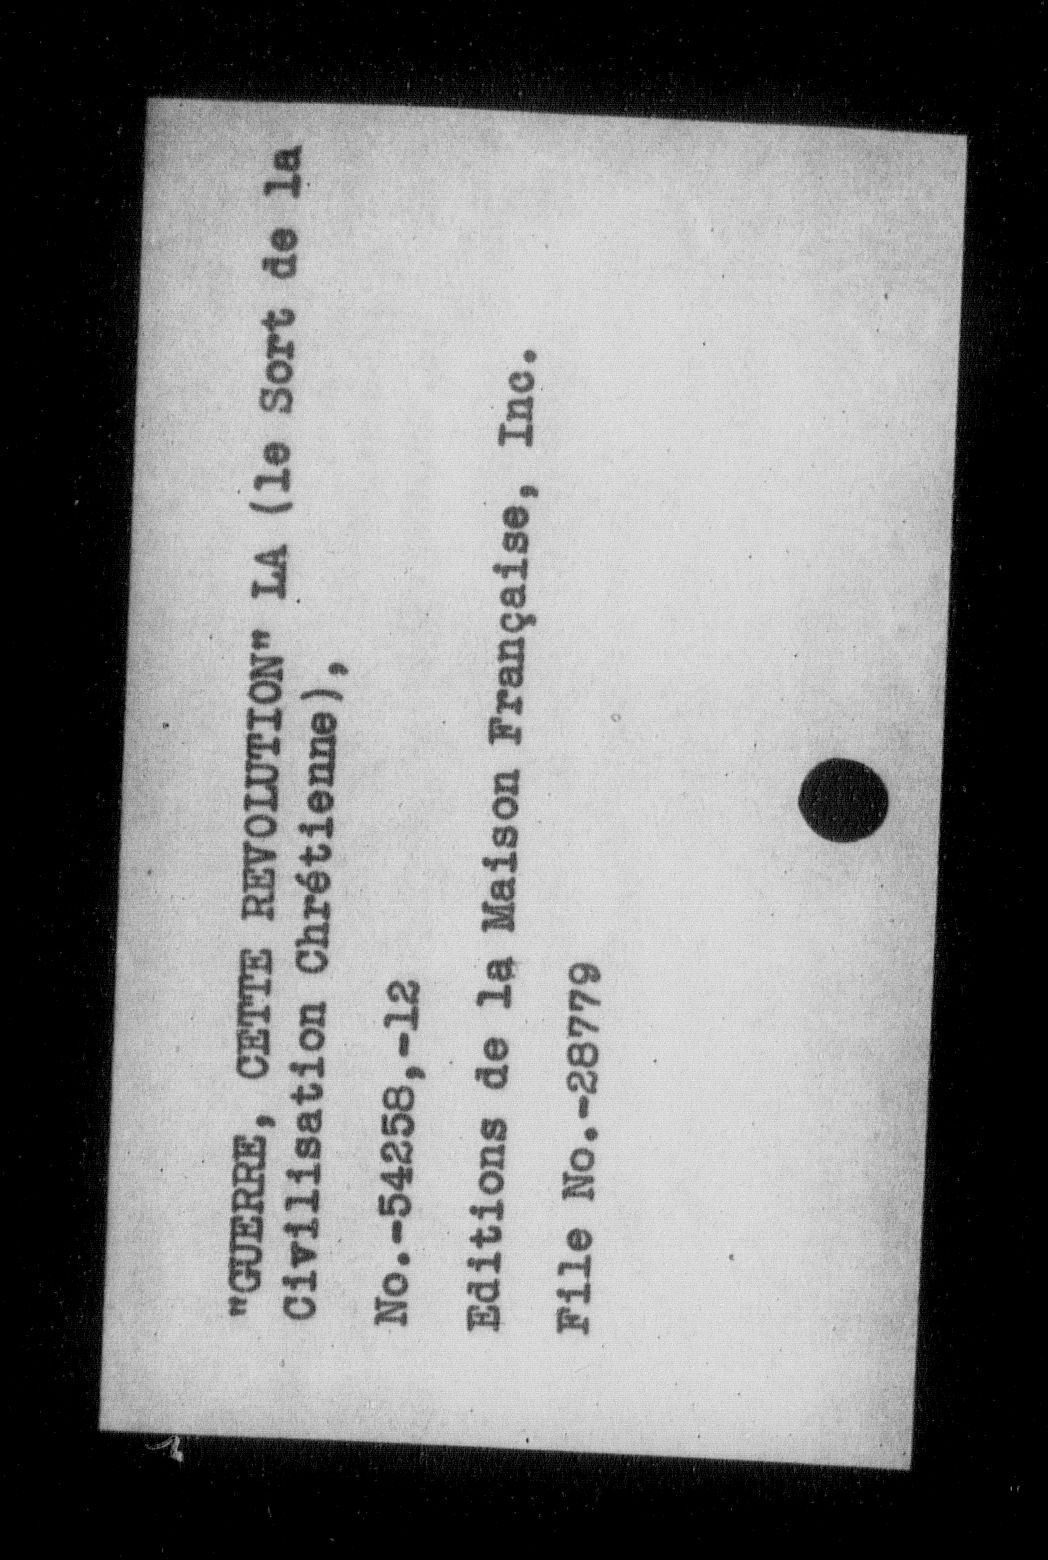 "GUERRE, CETTE REVOLUTION" LA (le Sort de la
Civilisation Chrétienne),
No.-54258,-12
Editions de la Maison Française, Inc.
File No.-28779